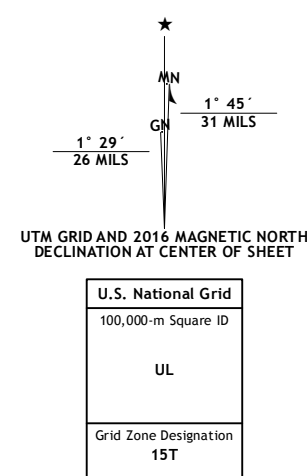 ★
MN
1° 45´
31 MILS
GN
1° 29´
26 MILS
UTM GRID AND 2016 MAGNETIC NORTH
DECLINATION AT CENTER OF SHEET
U.S. National Grid
100,000-m Square ID
UL
Grid Zone Designation
15T